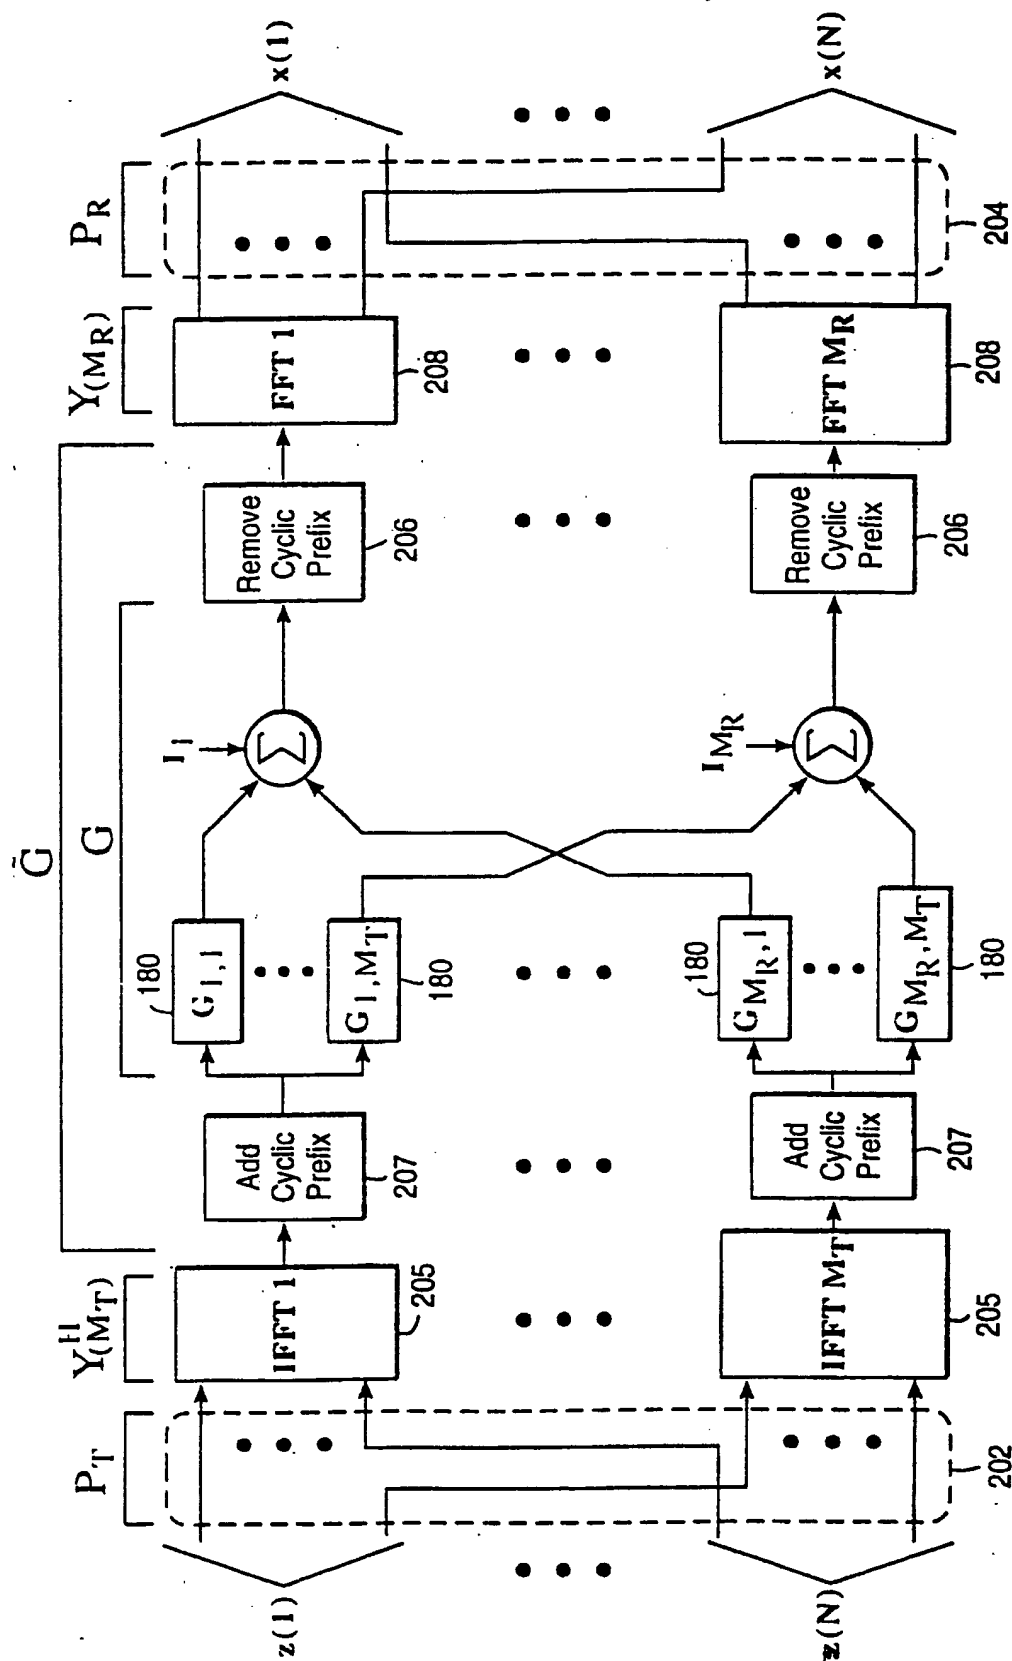 G̃
G
P_T
Y^H_(M_T)
Y_(M_R)
P_R
z(1)
IFFT 1
205
Add
Cyclic
Prefix
207
180
G_1,1
G_1,M_T
180
I_1
Σ
Remove
Cyclic
Prefix
206
FFT 1
208
x(1)
z(N)
202
IFFT M_T
205
Add
Cyclic
Prefix
207
180
G_M_R,1
G_M_R,M_T
180
I_M_R
Σ
Remove
Cyclic
Prefix
206
FFT M_R
208
204
x(N)